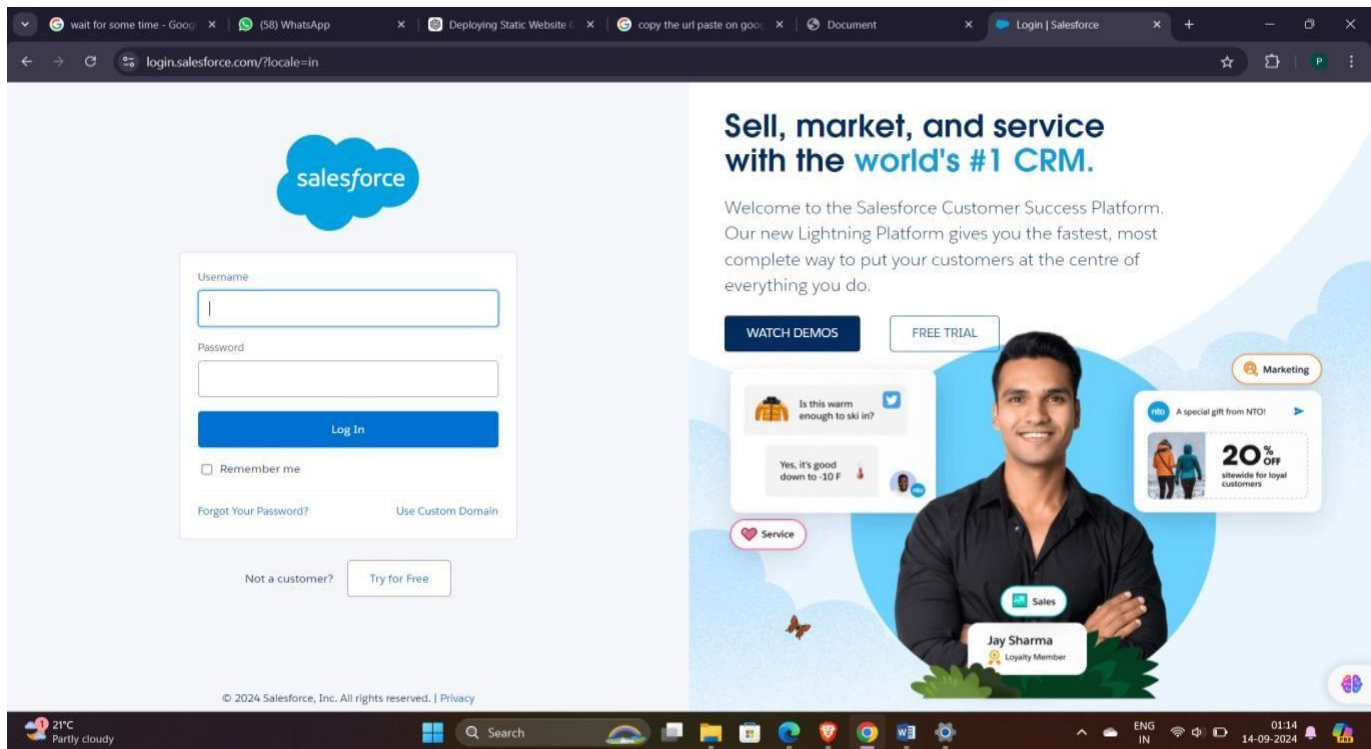 wait for some time - Goog
(58) WhatsApp
Deploying Static Website
copy the url paste on goog
Document
Login | Salesforce
login.salesforce.com/?locale=in
P
salesforce
Username
Password
Log In
Remember me
Forgot Your Password? Use Custom Domain
Not a customer? Try for Free
© 2024 Salesforce, Inc. All rights reserved. | Privacy
Sell, market, and service
with the world's #1 CRM.
Welcome to the Salesforce Customer Success Platform.
Our new Lightning Platform gives you the fastest, most
complete way to put your customers at the centre of
everything you do.
WATCH DEMOS FREE TRIAL
Is this warm
enough to ski in?
Yes, it's good
down to -10 F
nto
Service
Marketing
nto A special gift from NTO!
20% OFF
sitewide for loyal
customers
Sales
Jay Sharma
Loyalty Member
1
21°C
Partly cloudy
Search
ENG
IN
01:14
14-09-2024
PRE